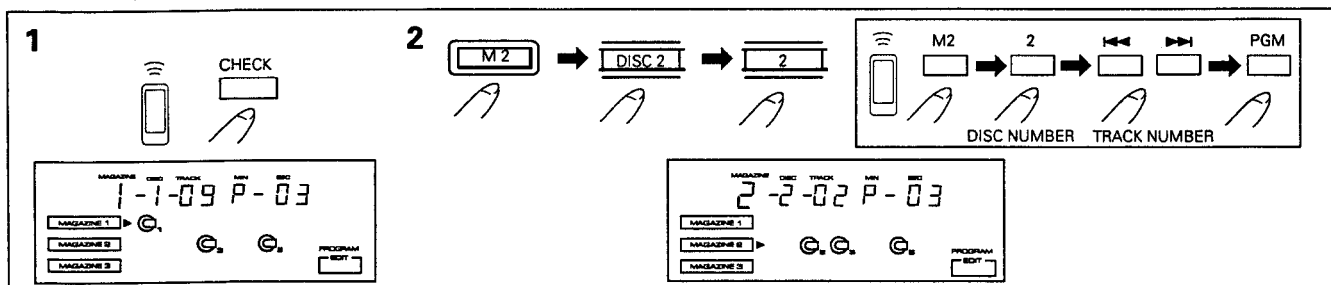 1
CHECK
MAGAZINE DISC TRACK MIN SEC
1-1-09 P-03
MAGAZINE 1
MAGAZINE 2
MAGAZINE 3
PROGRAM
EDIT
2
M 2
DISC 2
2
M2
2
PGM
DISC NUMBER
TRACK NUMBER
MAGAZINE DISC TRACK MIN SEC
2-2-02 P-03
MAGAZINE 1
MAGAZINE 2
MAGAZINE 3
PROGRAM
EDIT